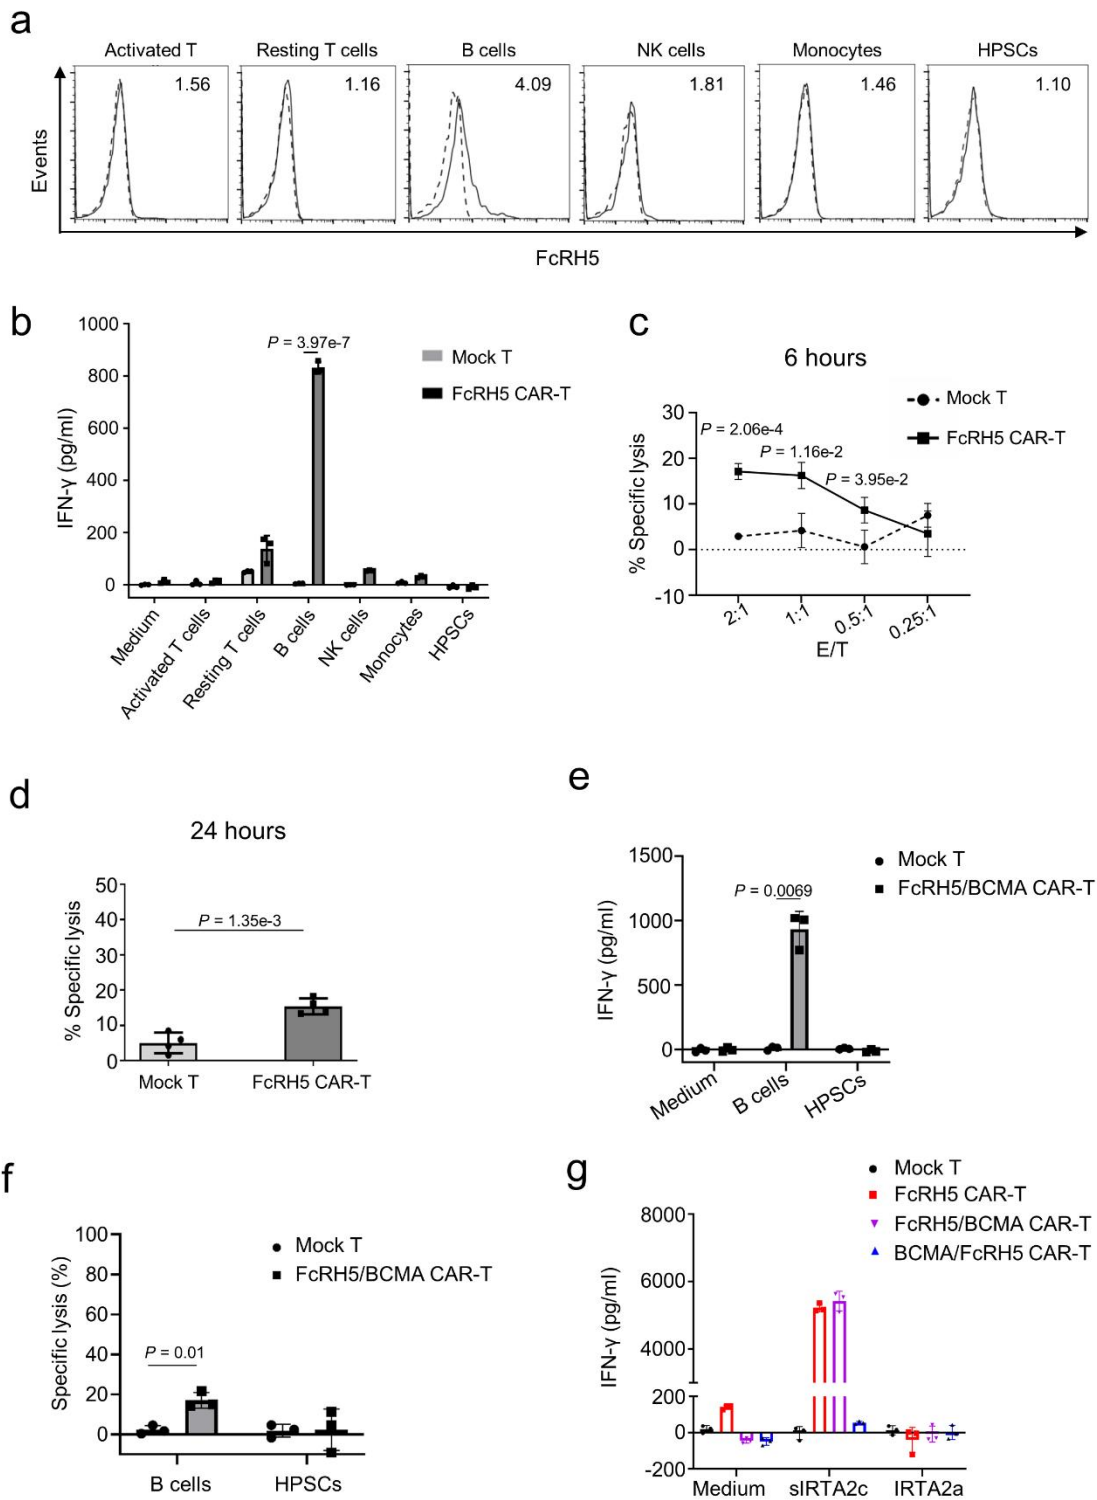 a
Activated T
Resting T cells
B cells
NK cells
Monocytes
HPSCs
1.56
1.16
4.09
1.81
1.46
1.10
Events
FcRH5
b
1000
800
600
400
200
0
IFN-γ (pg/ml)
P = 3.97e-7
Mock T
FcRH5 CAR-T
Medium
Activated T cells
Resting T cells
B cells
NK cells
Monocytes
HPSCs
c
6 hours
Mock T
FcRH5 CAR-T
30
20
10
0
-10
% Specific lysis
P = 2.06e-4
P = 1.16e-2
P = 3.95e-2
2:1
1:1
0.5:1
0.25:1
E/T
d
24 hours
50
40
30
20
10
0
% Specific lysis
P = 1.35e-3
Mock T
FcRH5 CAR-T
e
1500
1000
500
0
IFN-γ (pg/ml)
P = 0.0069
Mock T
FcRH5/BCMA CAR-T
Medium
B cells
HPSCs
f
100
80
60
40
20
0
Specific lysis (%)
P = 0.01
Mock T
FcRH5/BCMA CAR-T
B cells
HPSCs
g
Mock T
FcRH5 CAR-T
FcRH5/BCMA CAR-T
BCMA/FcRH5 CAR-T
8000
6000
4000
200
0
-200
IFN-γ (pg/ml)
Medium
sIRTA2c
IRTA2a